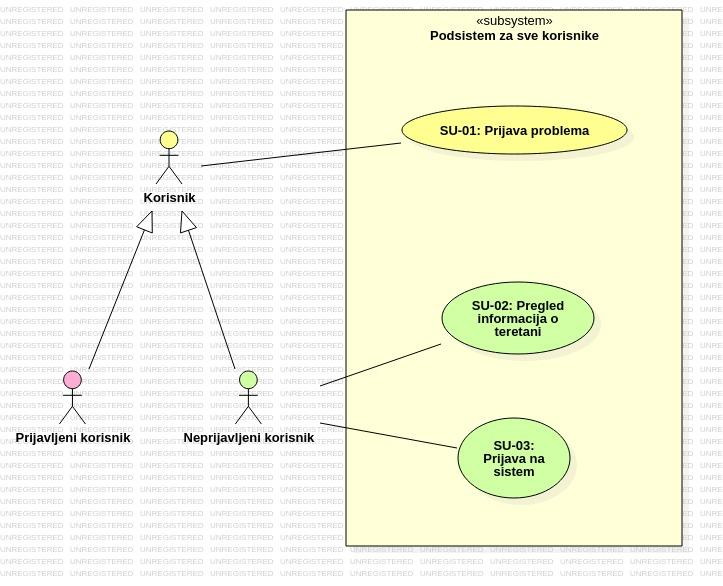 «subsystem»
Podsistem za sve korisnike
SU-01: Prijava problema
Korisnik
SU-02: Pregled
informacija o
teretani
Prijavljeni korisnik
Neprijavljeni korisnik
SU-03:
Prijava na
sistem
UNREGISTERED